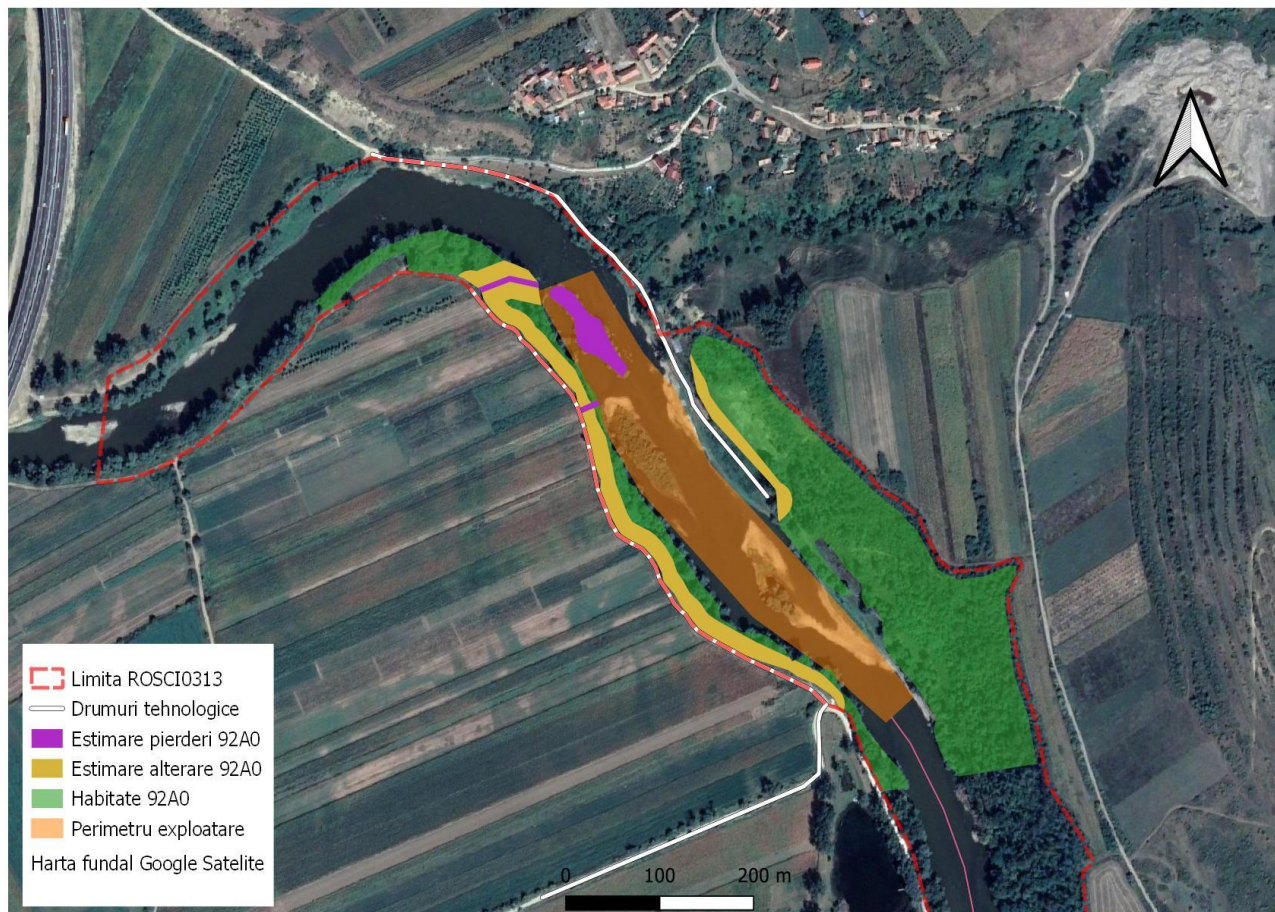 Limita ROSCI0313
Drumuri tehnologice
Estimare pierderi 92A0
Estimare alterare 92A0
Habitate 92A0
Perimetru exploatare
Harta fundal Google Satelite
0 100 200 m